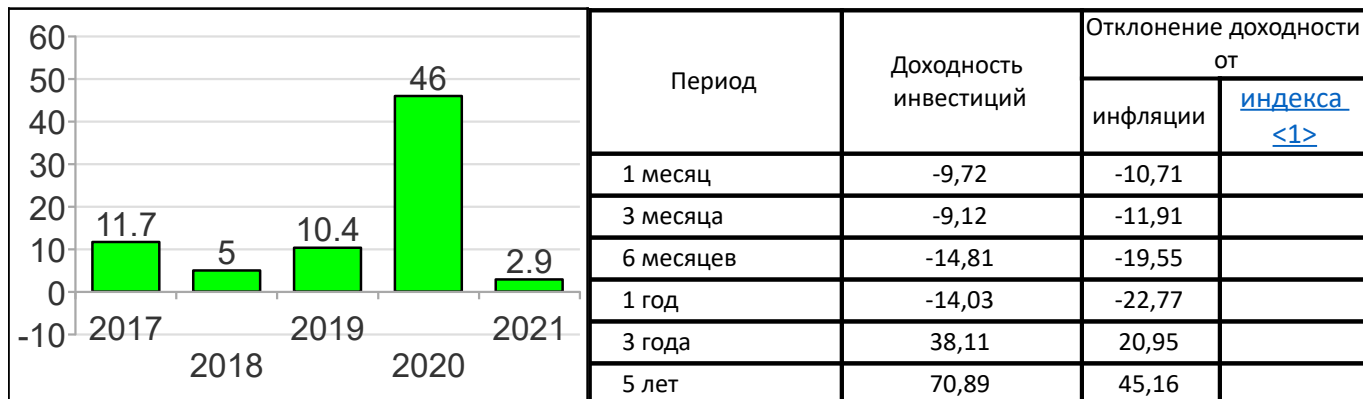 60
50
40
30
20
10
0
-10
11.7
5
10.4
46
2.9
2017
2018
2019
2020
2021
Период
Доходность
инвестиций
Отклонение доходности
от
инфляции
индекса
<1>
1 месяц -9,72 -10,71
3 месяца -9,12 -11,91
6 месяцев -14,81 -19,55
1 год -14,03 -22,77
3 года 38,11 20,95
5 лет 70,89 45,16